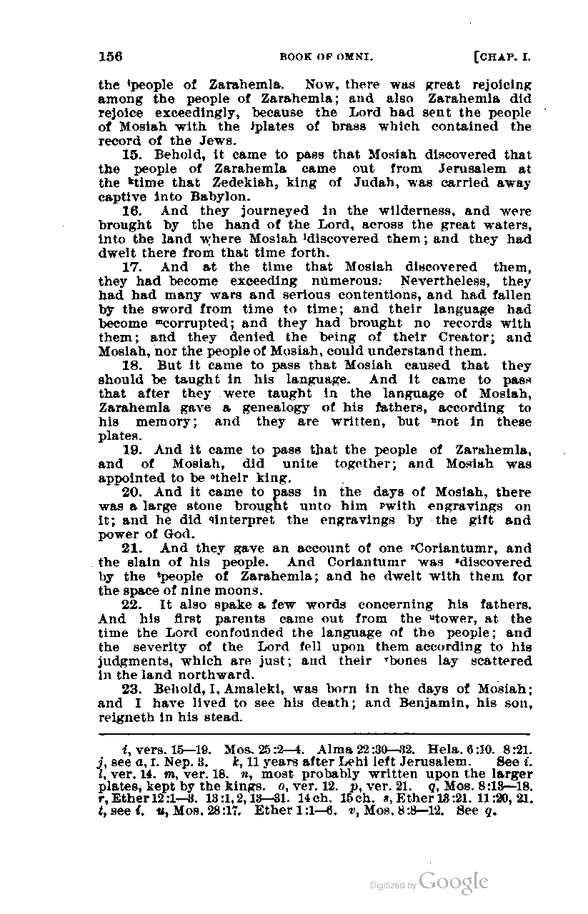 156 BOOK OF OMNI. [CHAP. I.
the ⁱpeople of Zarahemla. Now, there was great rejoicing
among the people of Zarahemla; and also Zarahemla did
rejoice exceedingly, because the Lord had sent the people
of Mosiah with the ʲplates of brass which contained the
record of the Jews.
15. Behold, it came to pass that Mosiah discovered that
the people of Zarahemla came out from Jerusalem at
the ᵏtime that Zedekiah, king of Judah, was carried away
captive into Babylon.
16. And they journeyed in the wilderness, and were
brought by the hand of the Lord, across the great waters,
into the land where Mosiah ˡdiscovered them; and they had
dwelt there from that time forth.
17. And at the time that Mosiah discovered them,
they had become exceeding numerous. Nevertheless, they
had had many wars and serious contentions, and had fallen
by the sword from time to time; and their language had
become ᵐcorrupted; and they had brought no records with
them; and they denied the being of their Creator; and
Mosiah, nor the people of Mosiah, could understand them.
18. But it came to pass that Mosiah caused that they
should be taught in his language. And it came to pass
that after they were taught in the language of Mosiah,
Zarahemla gave a genealogy of his fathers, according to
his memory; and they are written, but ⁿnot in these
plates.
19. And it came to pass that the people of Zarahemla,
and of Mosiah, did unite together; and Mosiah was
appointed to be ᵒtheir king.
20. And it came to pass in the days of Mosiah, there
was a large stone brought unto him ᵖwith engravings on
it; and he did qinterpret the engravings by the gift and
power of God.
21. And they gave an account of one ʳCoriantumr, and
the slain of his people. And Coriantumr was ˢdiscovered
by the ᵗpeople of Zarahemla; and he dwelt with them for
the space of nine moons.
22. It also spake a few words concerning his fathers.
And his first parents came out from the ᵘtower, at the
time the Lord confounded the language of the people; and
the severity of the Lord fell upon them according to his
judgments, which are just; and their ᵛbones lay scattered
in the land northward.
23. Behold, I, Amaleki, was born in the days of Mosiah;
and I have lived to see his death; and Benjamin, his son,
reigneth in his stead.
i, vers. 15—19. Mos. 25:2—4. Alma 22:30—32. Hela. 6:10. 8:21.
j, see a, I. Nep. 3. k, 11 years after Lehi left Jerusalem. See i.
l, ver. 14. m, ver. 18. n, most probably written upon the larger
plates, kept by the kings. o, ver. 12. p, ver. 21. q, Mos. 8:13—18.
r, Ether 12:1—3. 13:1, 2, 13—31. 14 ch. 15 ch. s, Ether 13:21. 11:20, 21.
t, see i. u, Mos. 28:17. Ether 1:1—6. v, Mos. 8:8—12. See q.
Digitized by Google